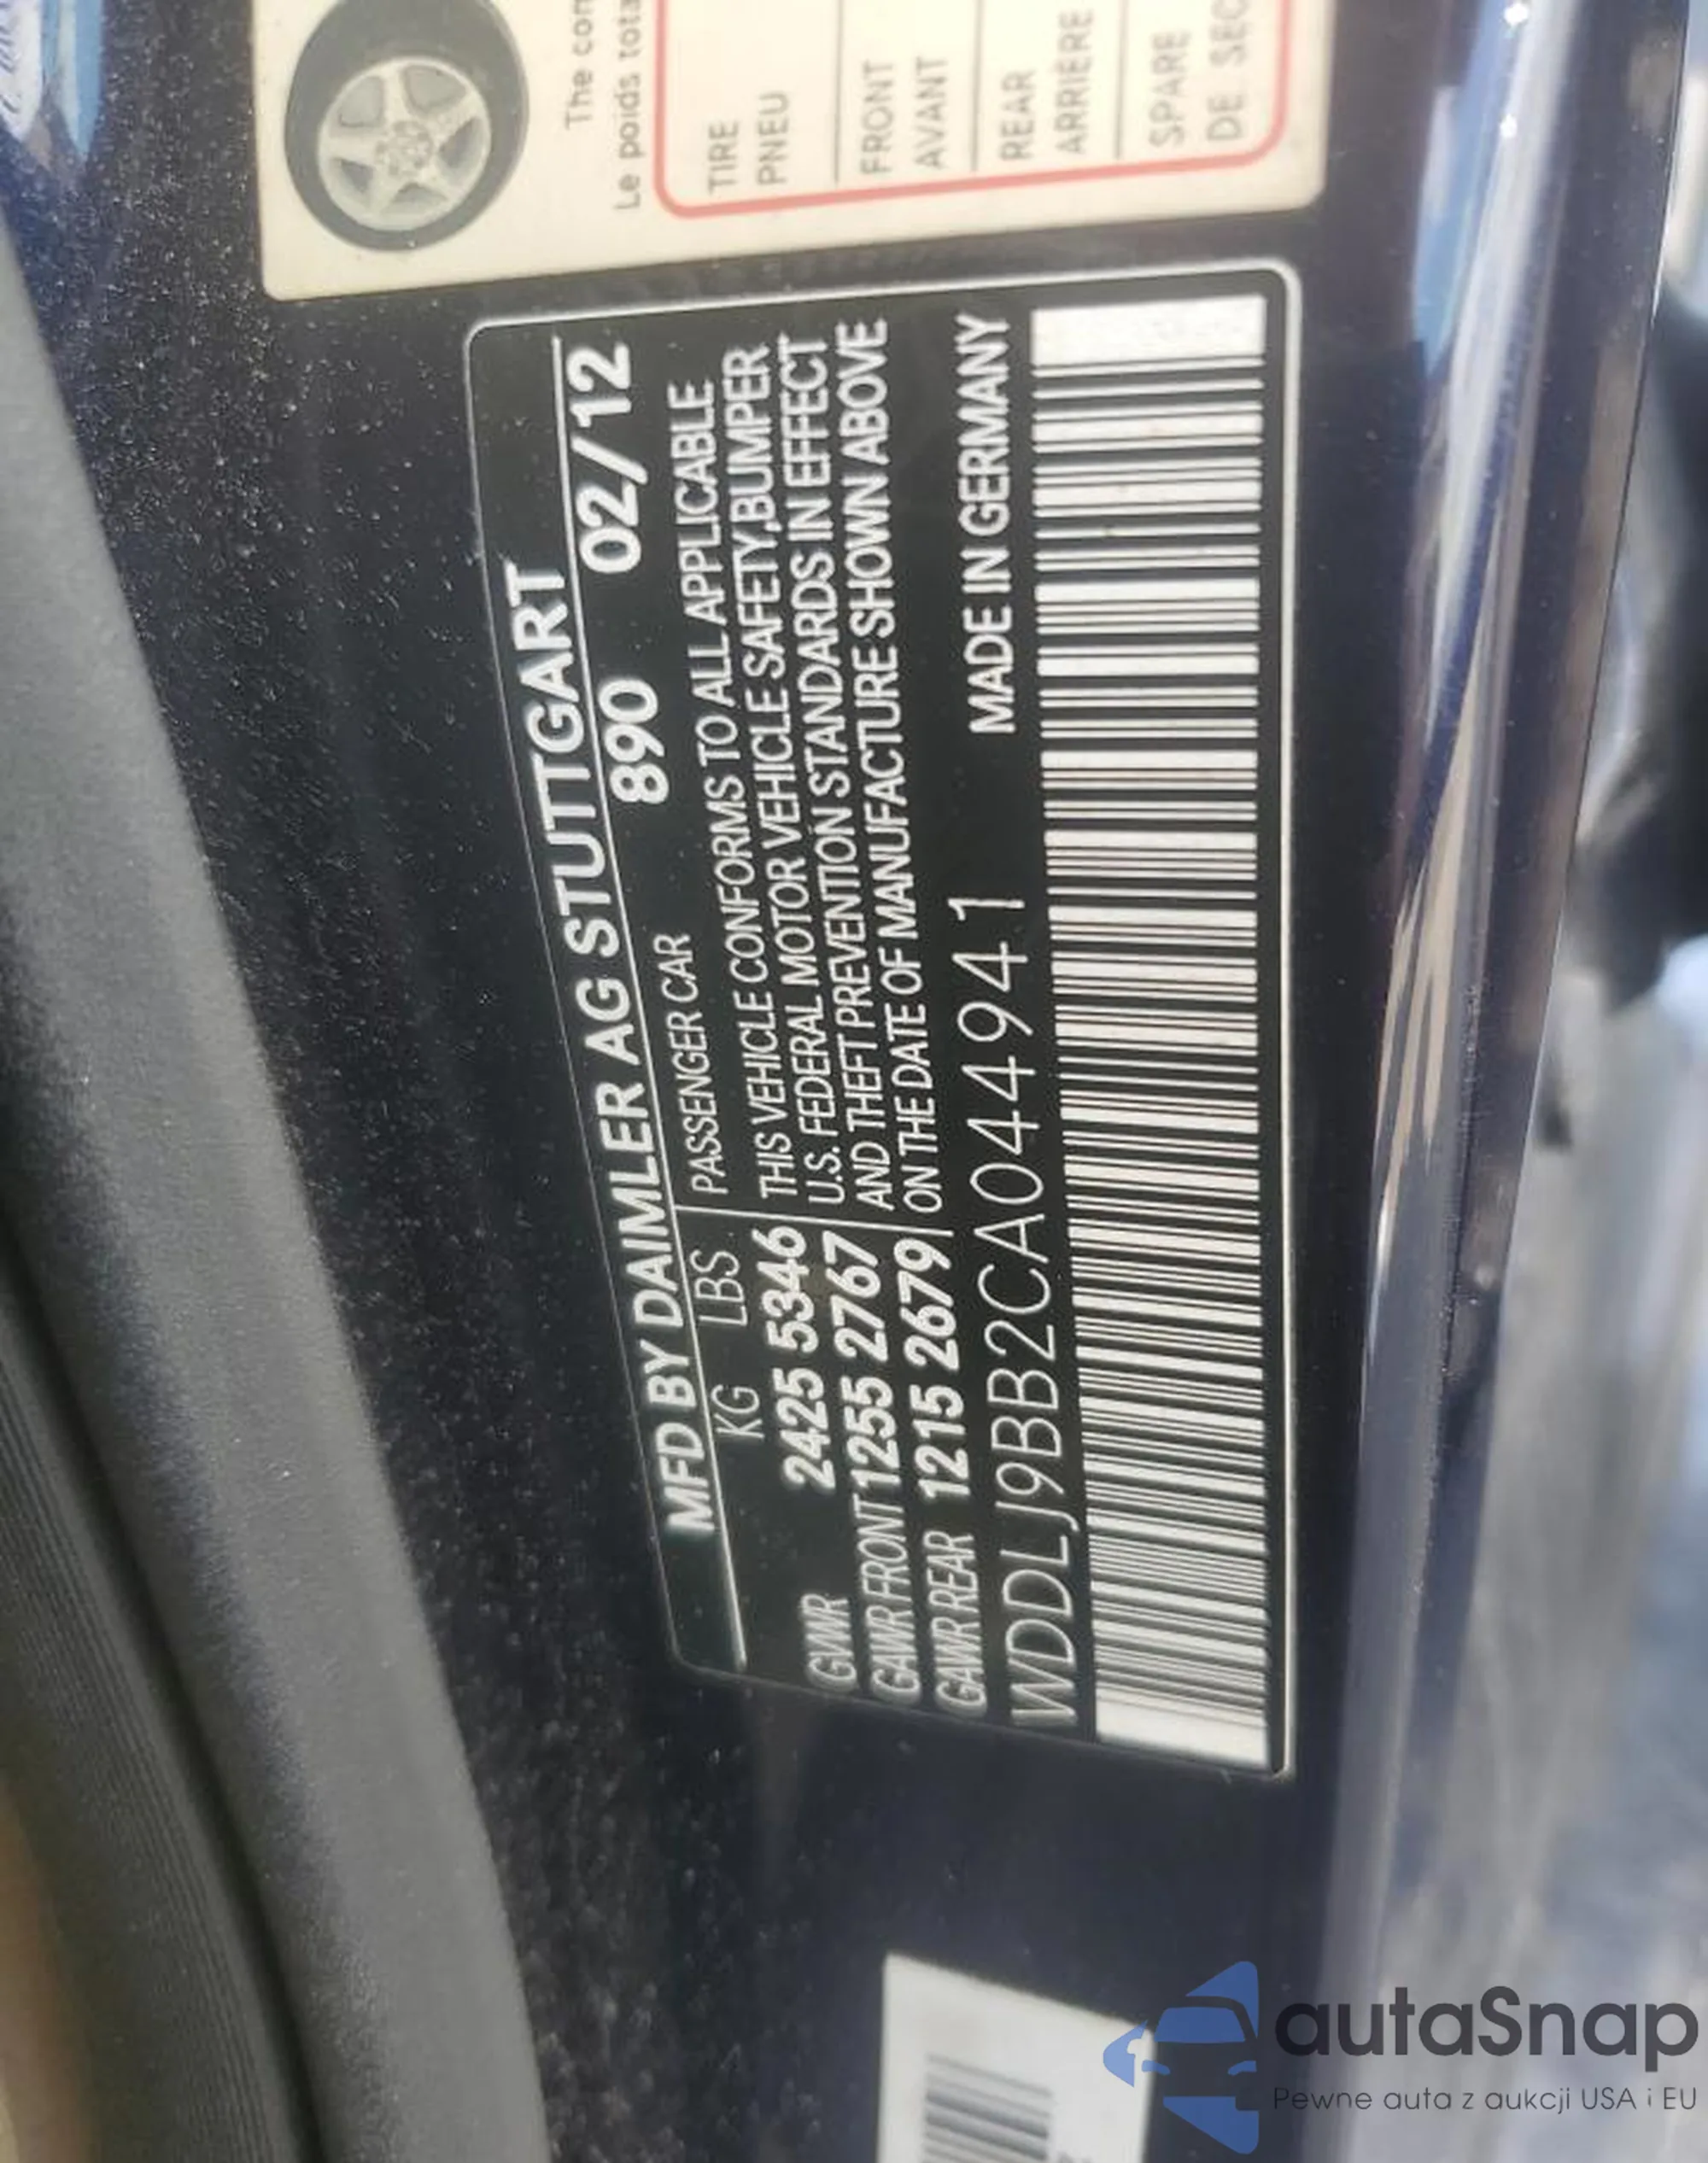 The con
Le poids tota
TIRE
PNEU
FRONT
AVANT
REAR
ARRIÈRE
SPARE
DE SEC
MFD BY DAIMLER AG STUTTGART
KG LBS PASSENGER CAR 890 02/12
GVWR 2425 5346
GAWR FRONT 1255 2767
GAWR REAR 1215 2679
THIS VEHICLE CONFORMS TO ALL APPLICABLE
U.S. FEDERAL MOTOR VEHICLE SAFETY,BUMPER
AND THEFT PREVENTION STANDARDS IN EFFECT
ON THE DATE OF MANUFACTURE SHOWN ABOVE
WDDLJ9BB2CA044941 MADE IN GERMANY
autaSnap
Pewne auta z aukcji USA i EU